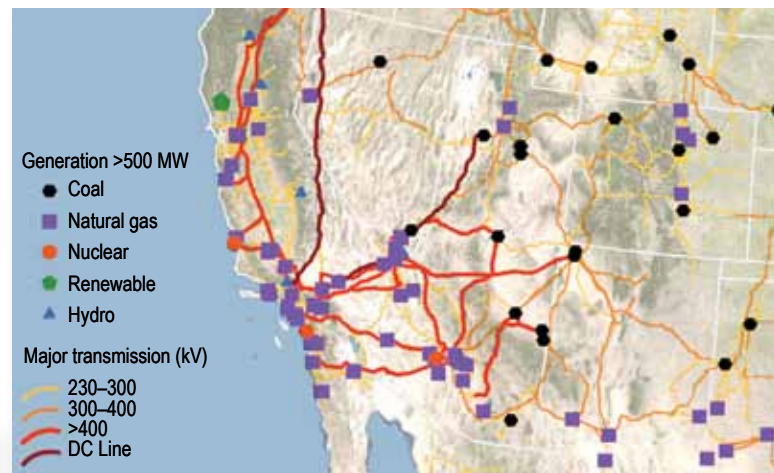 Generation >500 MW
Coal
Natural gas
Nuclear
Renewable
Hydro
Major transmission (kV)
230–300
300–400
>400
DC Line